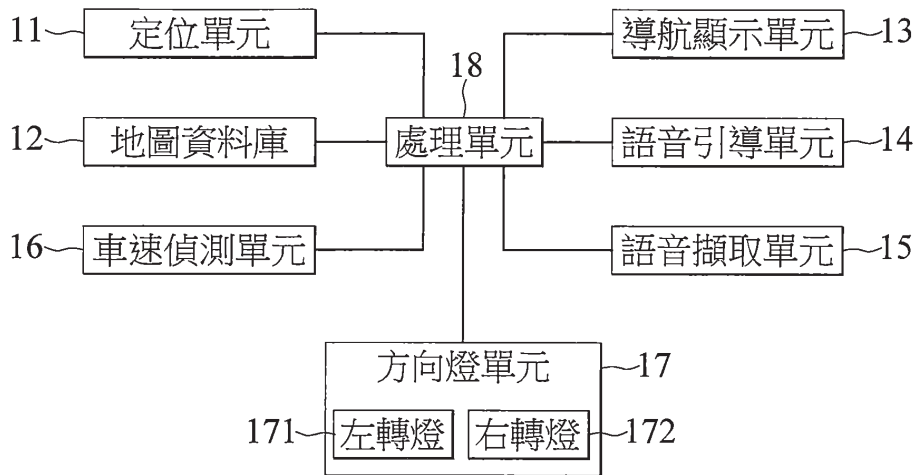 11 定位單元
導航顯示單元 13
18
12 地圖資料庫
處理單元
語音引導單元 14
16 車速偵測單元
語音擷取單元 15
方向燈單元 17
171 左轉燈
右轉燈 172